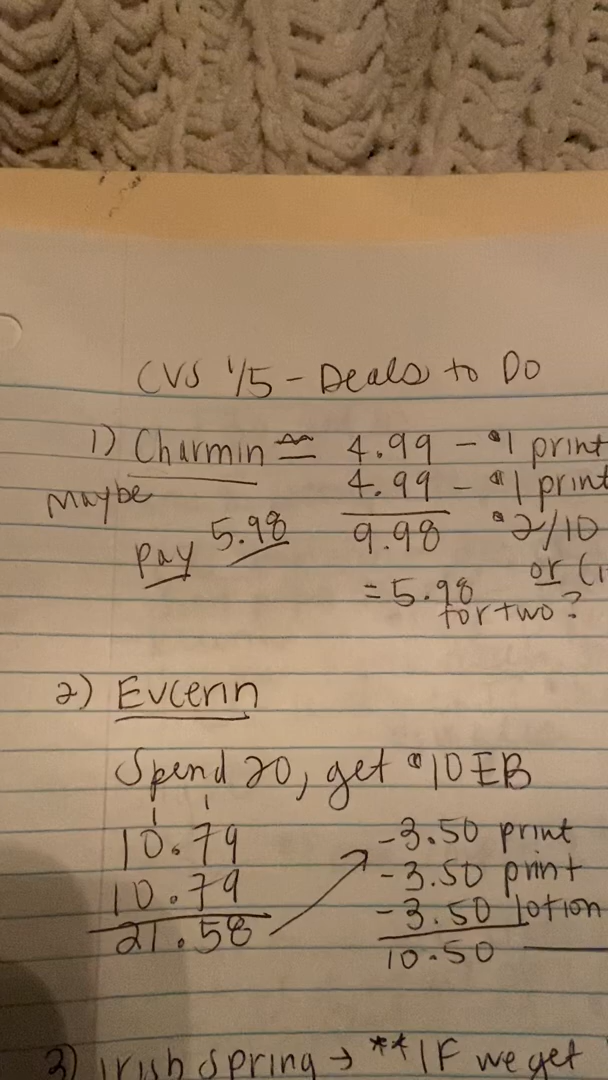 CVS 1/5 - Deals to Do
1) Charmin 4.99 - $1 print
Maybe 4.99 - $1 print
pay 5.98 9.98 $2/10
= 5.98 or (1
for two?
2) Eucerin
Spend 20, get $10 EB
1 1
10.79 -3.50 print
10.79 -3.50 print
21.58 -3.50 lotion
10.50
3) Irish Spring → **IF we get